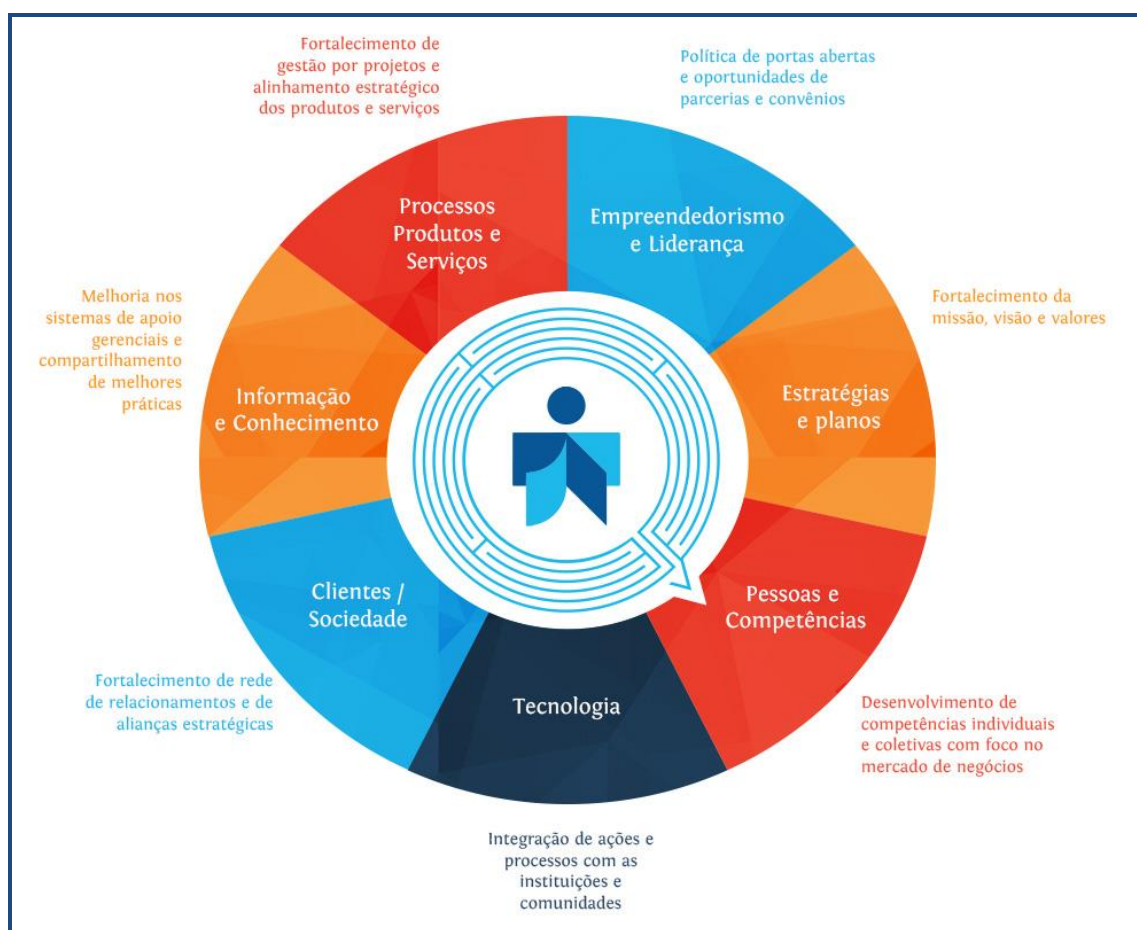 Fortalecimento de
gestão por projetos e
alinhamento estratégico
dos produtos e serviços
Política de portas abertas
e oportunidades de
parcerias e convênios
Processos
Produtos e
Serviços
Empreendedorismo
e Liderança
Melhoria nos
sistemas de apoio
gerenciais e
compartilhamento
de melhores
práticas
Fortalecimento da
missão, visão e valores
Informação
e Conhecimento
Estratégias
e planos
Clientes /
Sociedade
Pessoas e
Competências
Fortalecimento de rede
de relacionamentos e de
alianças estratégicas
Tecnologia
Desenvolvimento de
competências individuais
e coletivas com foco no
mercado de negócios
Integração de ações e
processos com as
instituições e
comunidades